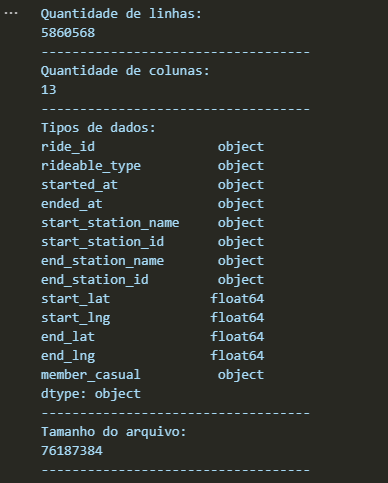 ...
Quantidade de linhas:
5860568
-----------------------------------
Quantidade de colunas:
13
-----------------------------------
Tipos de dados:
ride_id object
rideable_type object
started_at object
ended_at object
start_station_name object
start_station_id object
end_station_name object
end_station_id object
start_lat float64
start_lng float64
end_lat float64
end_lng float64
member_casual object
dtype: object
-----------------------------------
Tamanho do arquivo:
76187384
-----------------------------------